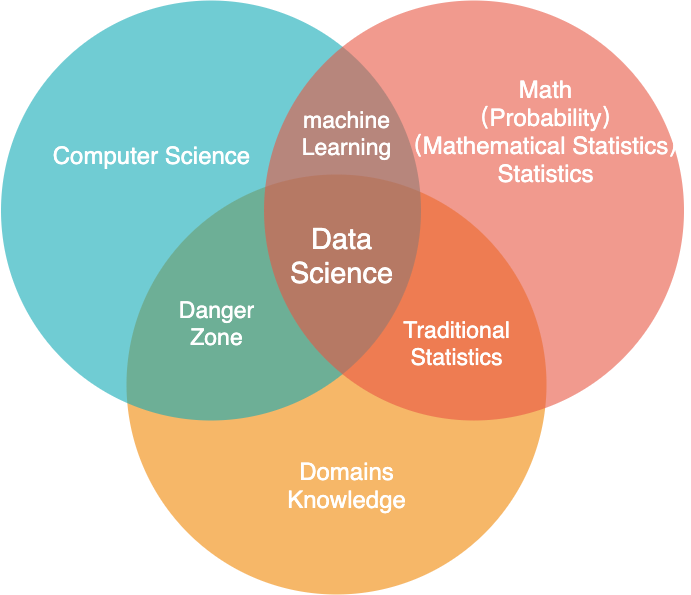 Computer Science
machine
Learning
Math
(Probability)
(Mathematical Statistics)
Statistics
Data
Science
Danger
Zone
Traditional
Statistics
Domains
Knowledge